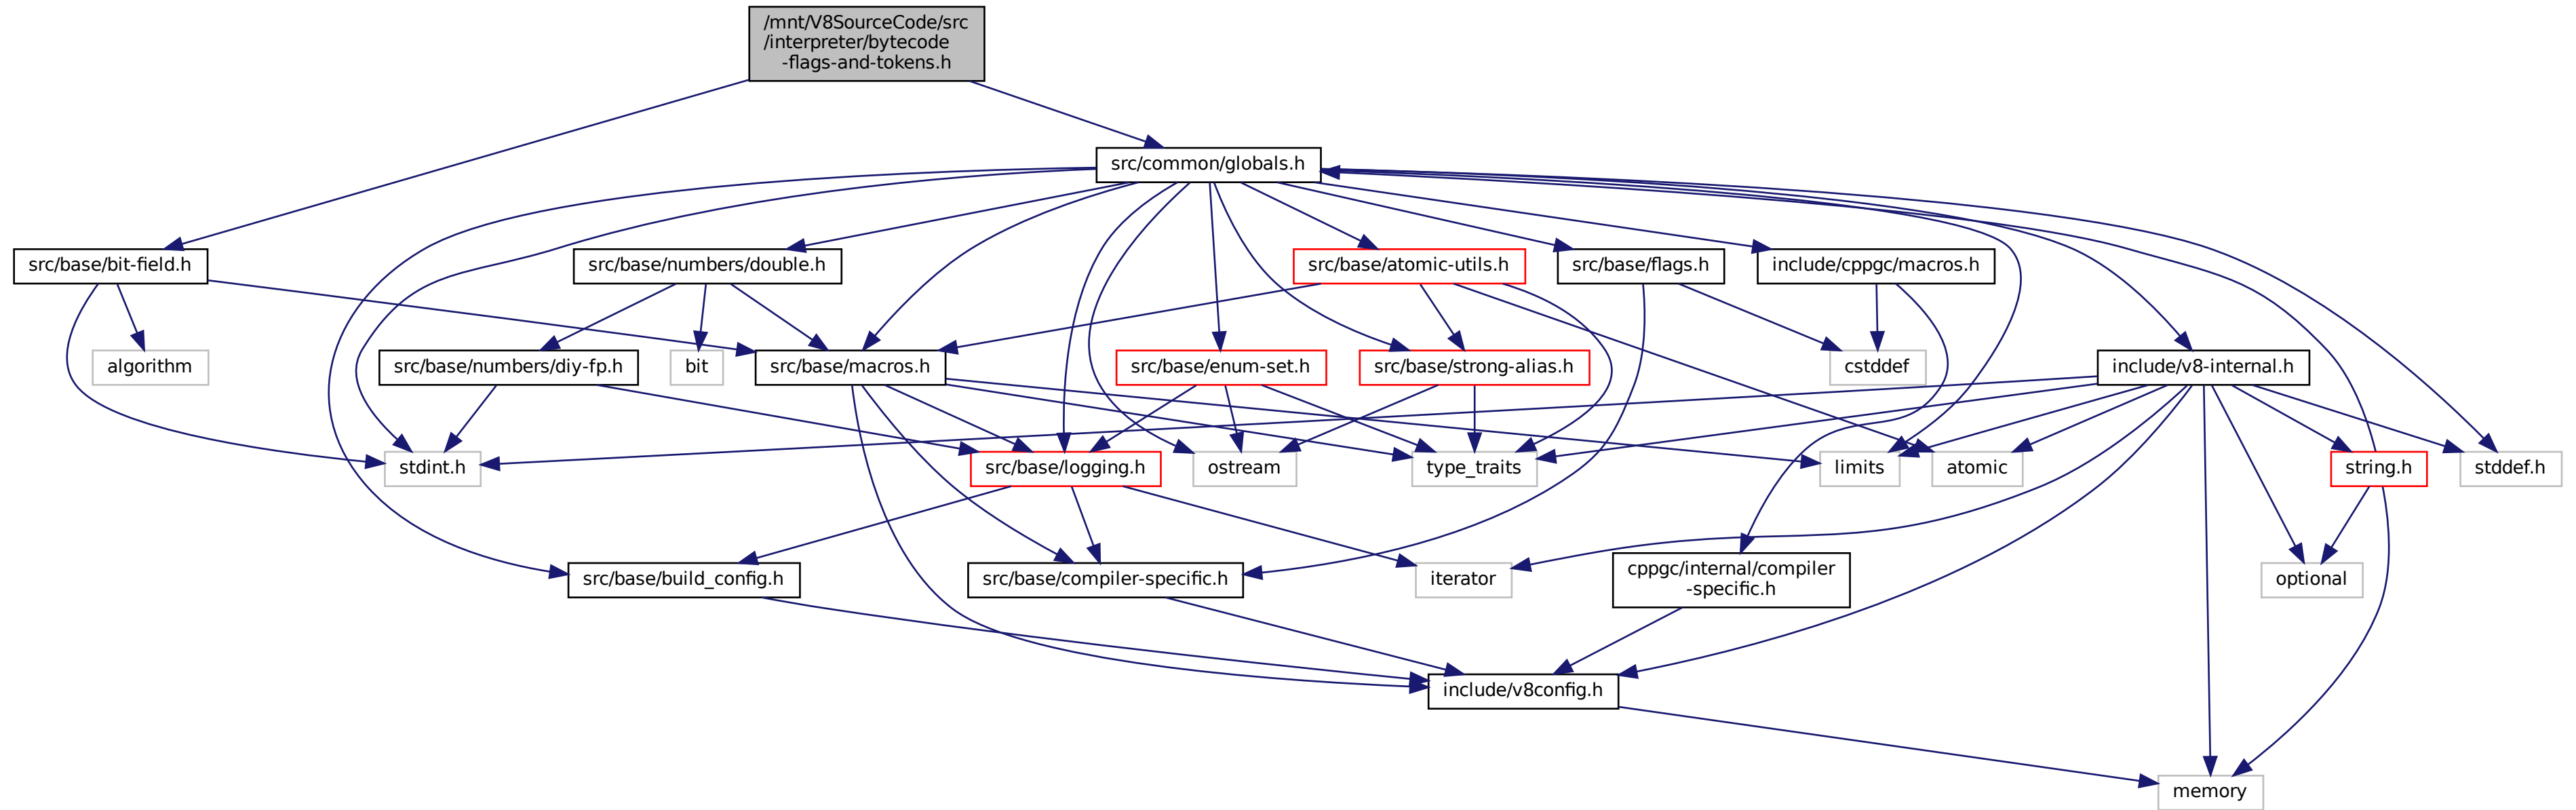 /mnt/V8SourceCode/src
/interpreter/bytecode
-flags-and-tokens.h
src/common/globals.h
src/base/bit-field.h
src/base/numbers/double.h
src/base/atomic-utils.h
src/base/flags.h
include/cppgc/macros.h
algorithm
src/base/numbers/diy-fp.h
bit
src/base/macros.h
src/base/enum-set.h
src/base/strong-alias.h
cstddef
include/v8-internal.h
stdint.h
src/base/logging.h
ostream
type_traits
limits
atomic
string.h
stddef.h
src/base/build_config.h
src/base/compiler-specific.h
iterator
cppgc/internal/compiler
-specific.h
optional
include/v8config.h
memory